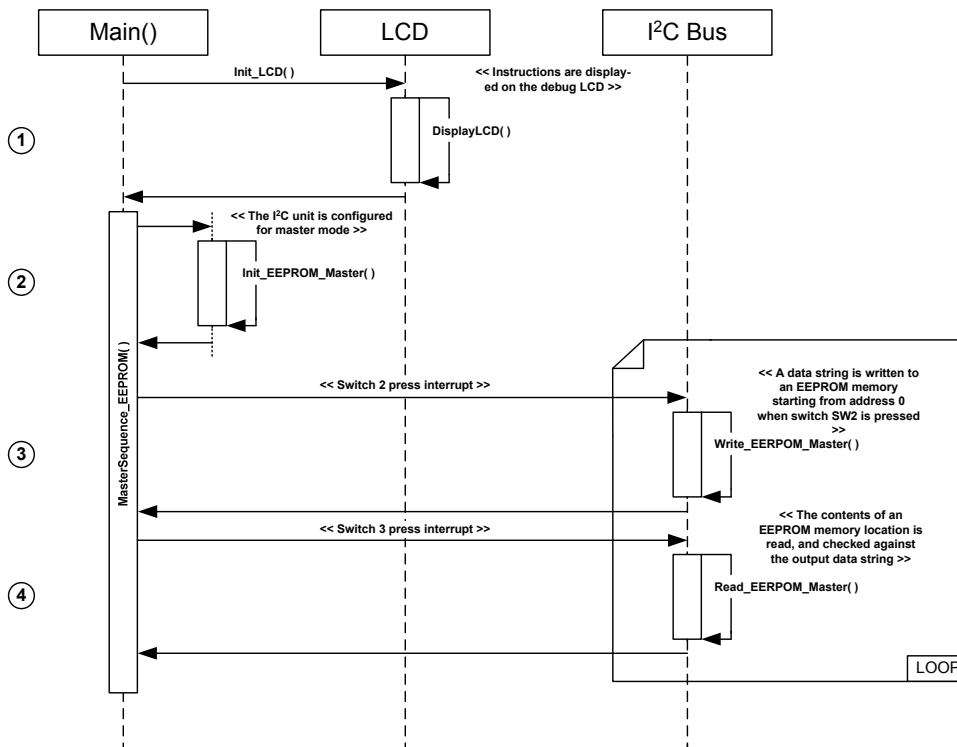 Main()
LCD
I²C Bus
Init_LCD( )
<< Instructions are display-
ed on the debug LCD >>
1
DisplayLCD( )
<< The I²C unit is configured
for master mode >>
2
Init_EEPROM_Master( )
MasterSequence_EEPROM( )
<< Switch 2 press interrupt >>
<< A data string is written to
an EEPROM memory
starting from address 0
when switch SW2 is pressed
>>
3
Write_EERPOM_Master( )
<< Switch 3 press interrupt >>
<< The contents of an
EEPROM memory location is
read, and checked against
the output data string >>
4
Read_EERPOM_Master( )
LOOP